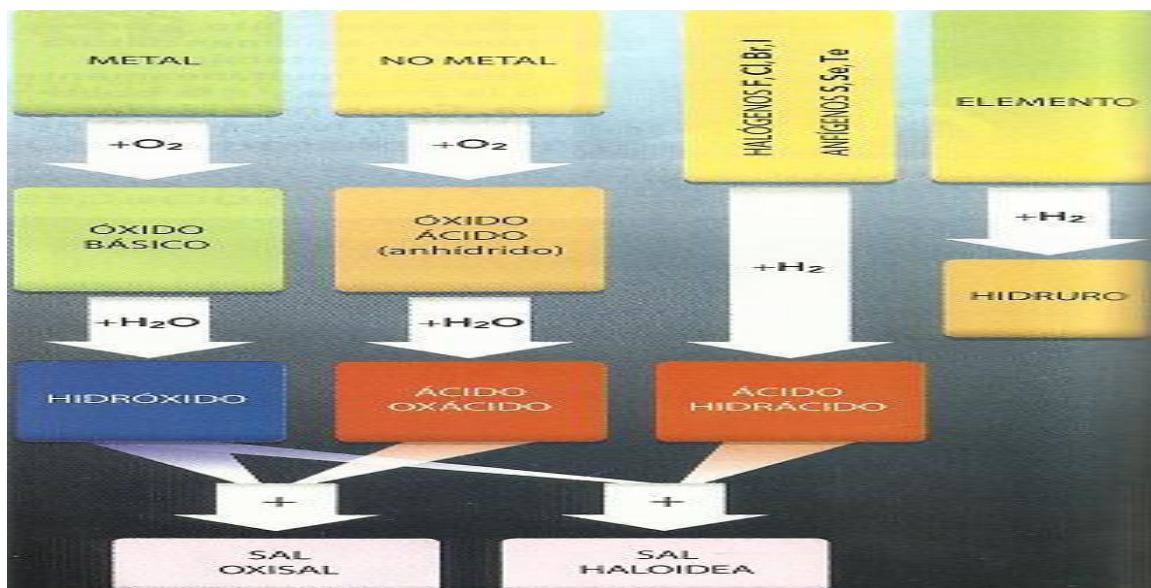 METAL
NO METAL
HALÓGENOS F,Cl,Br,I
ANFÍGENOS S,Se,Te
ELEMENTO
+O₂
+O₂
+H₂
ÓXIDO
BÁSICO
ÓXIDO
ÁCIDO
(anhídrido)
+H₂
HIDRURO
+H₂O
+H₂O
HIDRÓXIDO
ÁCIDO
OXÁCIDO
ÁCIDO
HIDRÁCIDO
+
+
SAL
OXISAL
SAL
HALOIDEA